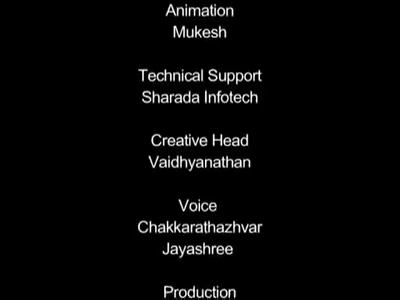 Animation
Mukesh
Technical Support
Sharada Infotech
Creative Head
Vaidhyanathan
Voice
Chakkarathazhvar
Jayashree
Production